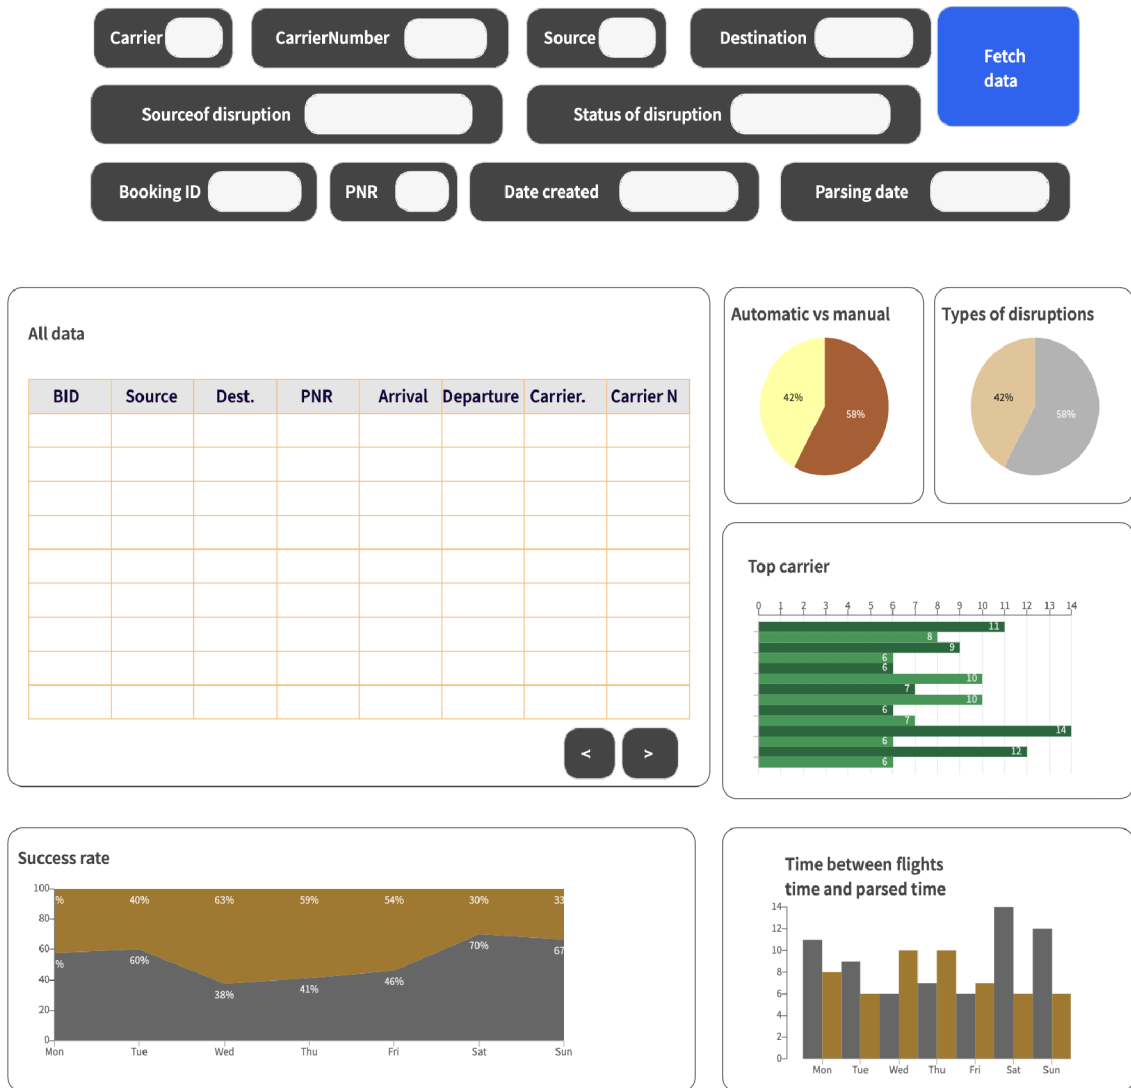 Carrier
CarrierNumber
Source
Destination
Fetch
data
Sourceof disruption
Status of disruption
Booking ID
PNR
Date created
Parsing date
All data
BID Source Dest. PNR Arrival Departure Carrier. Carrier N
< >
Automatic vs manual
42%
58%
Types of disruptions
42%
58%
Top carrier
0 1 2 3 4 5 6 7 8 9 10 11 12 13 14
11
8
9
6
6
10
7
10
6
7
14
6
12
6
Success rate
100
80
60
40
20
0
% 40% 63% 59% 54% 30% 33
% 60% 38% 41% 46% 70% 67
Mon Tue Wed Thu Fri Sat Sun
Time between flights
time and parsed time
14
12
10
8
6
4
2
0
Mon Tue Wed Thu Fri Sat Sun